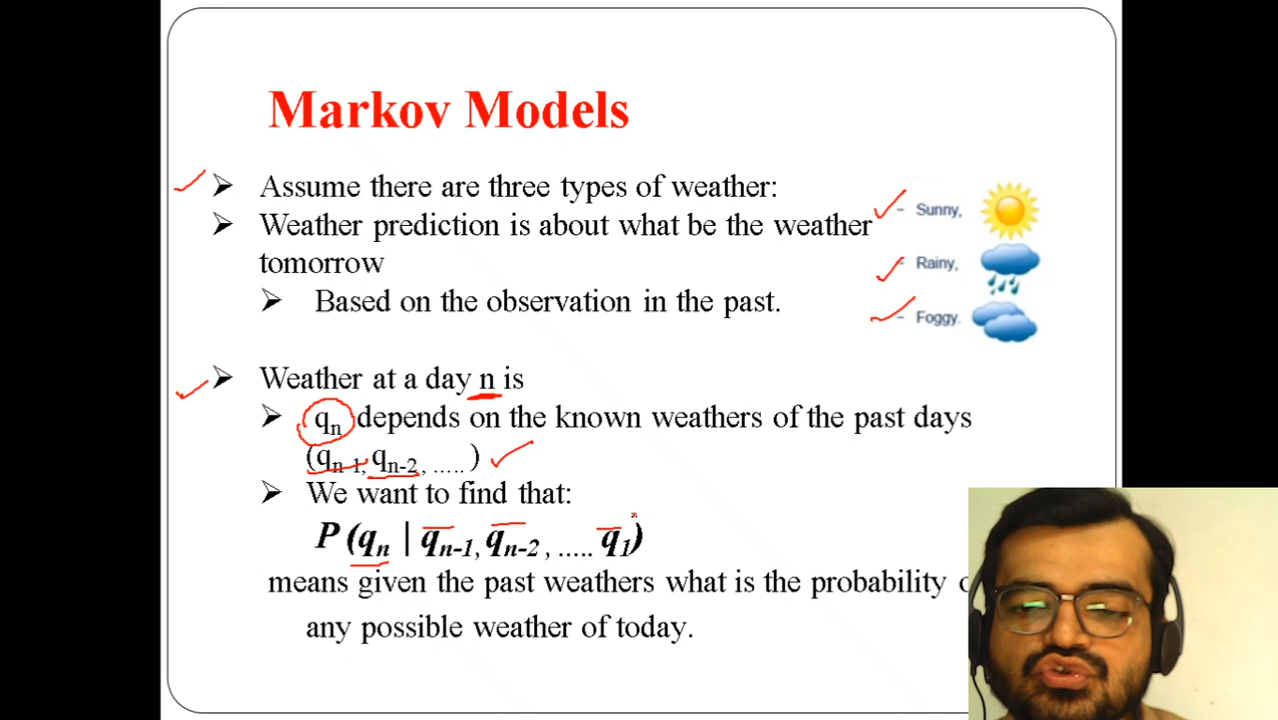 Markov Models
➢ Assume there are three types of weather:
– Sunny,
➢ Weather prediction is about what be the weather
tomorrow
– Rainy,
➢ Based on the observation in the past.
– Foggy.
➢ Weather at a day n is
➢ qₙ depends on the known weathers of the past days
(qₙ₋₁, qₙ₋₂, .....)
➢ We want to find that:
P (qₙ | qₙ₋₁, qₙ₋₂, ..... q₁)
means given the past weathers what is the probability
any possible weather of today.